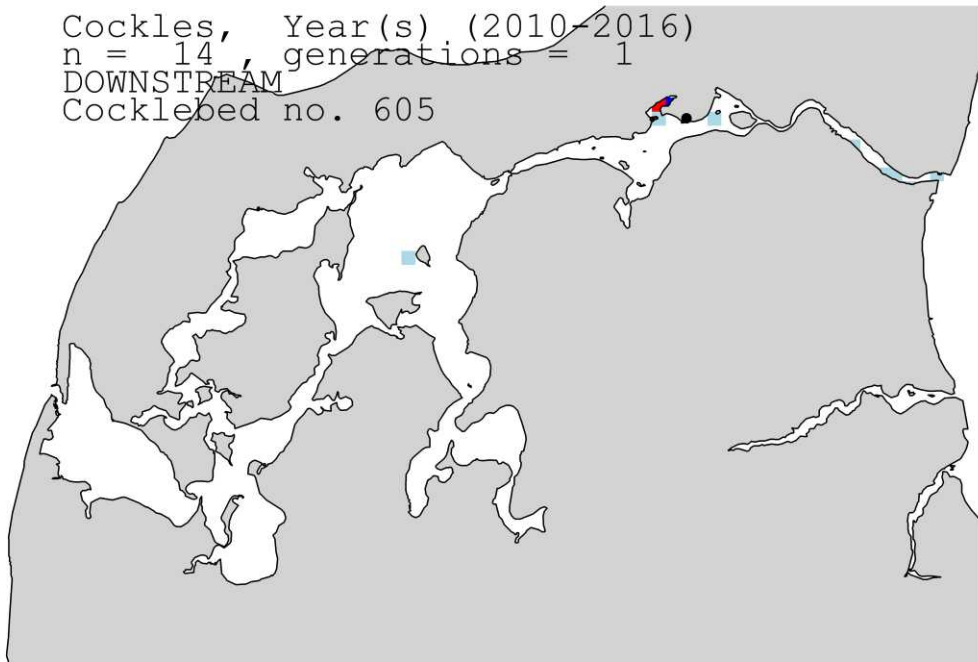 Cockles, Year(s) (2010-2016)
n = 14 , generations = 1
DOWNSTREAM
Cocklebed no. 605